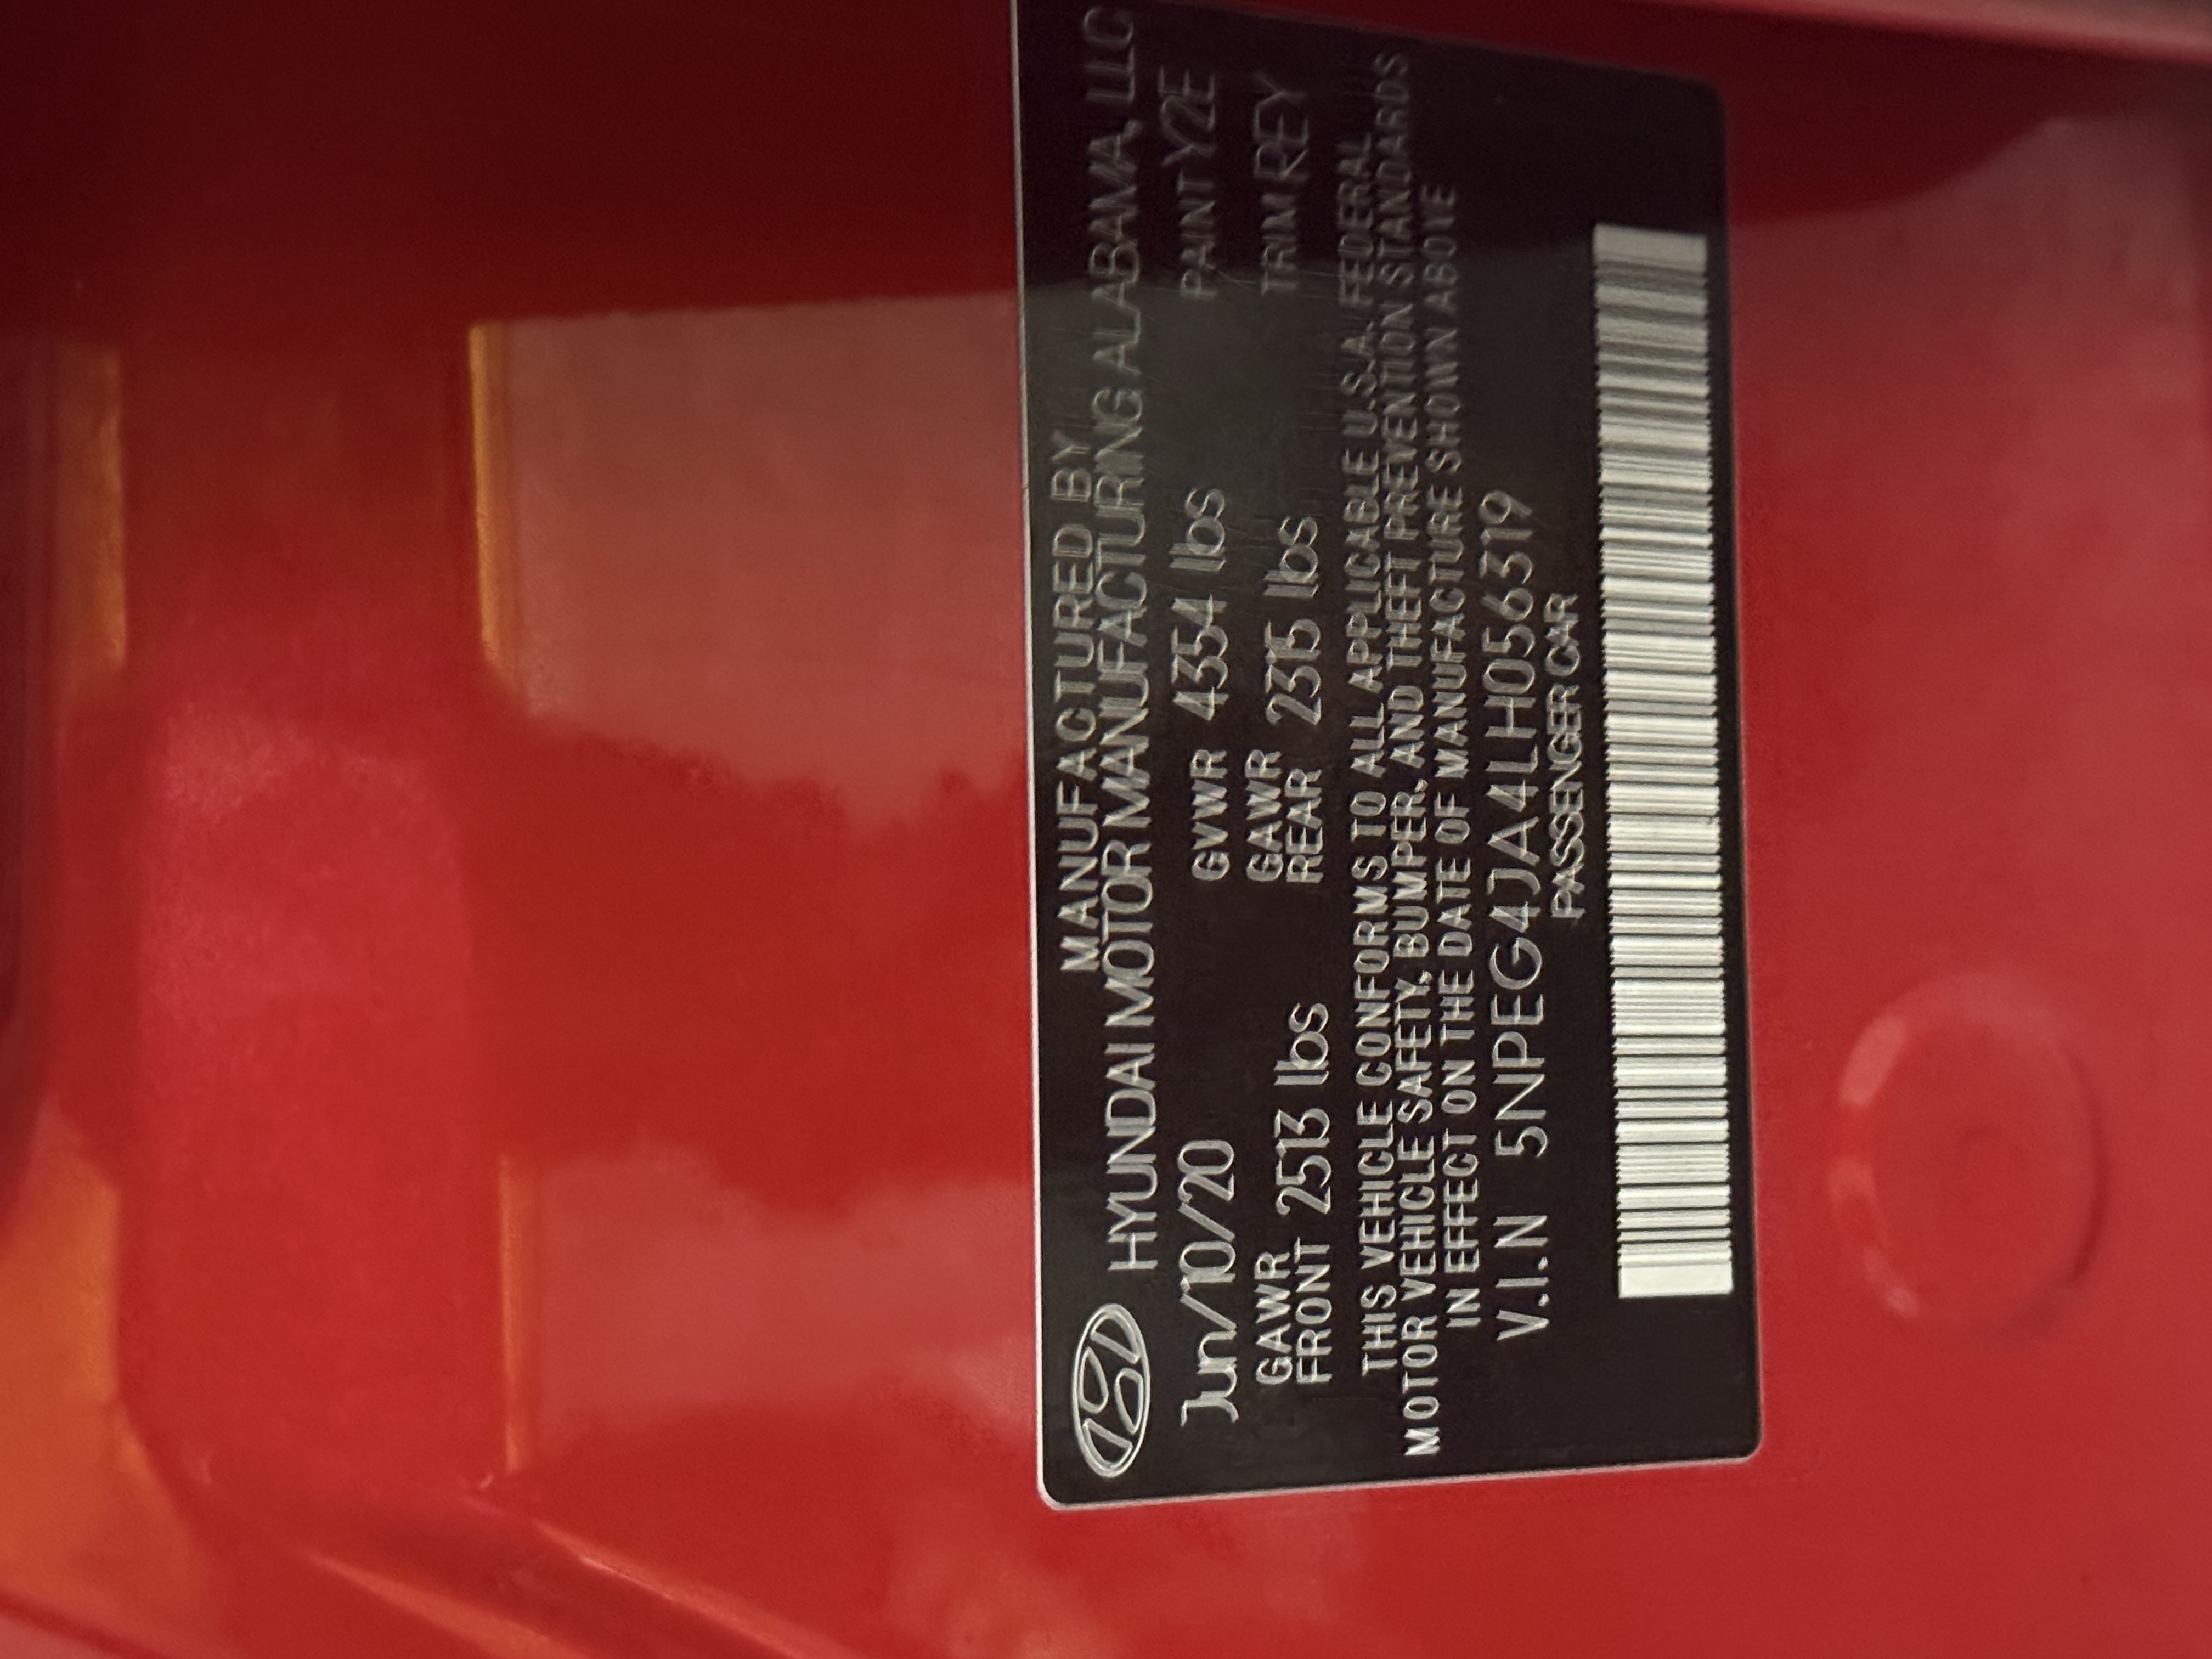 MANUFACTURED BY
HYUNDAI MOTOR MANUFACTURING ALABAMA, LLC
Jun/10/20 GVWR 4354 lbs PAINT Y2E
GAWR FRONT 2513 lbs GAWR REAR 2315 lbs TRIM REY
THIS VEHICLE CONFORMS TO ALL APPLICABLE U.S.A. FEDERAL
MOTOR VEHICLE SAFETY, BUMPER, AND THEFT PREVENTION STANDARDS
IN EFFECT ON THE DATE OF MANUFACTURE SHOWN ABOVE
V.I.N 5NPEG4JA4LH056319
PASSENGER CAR